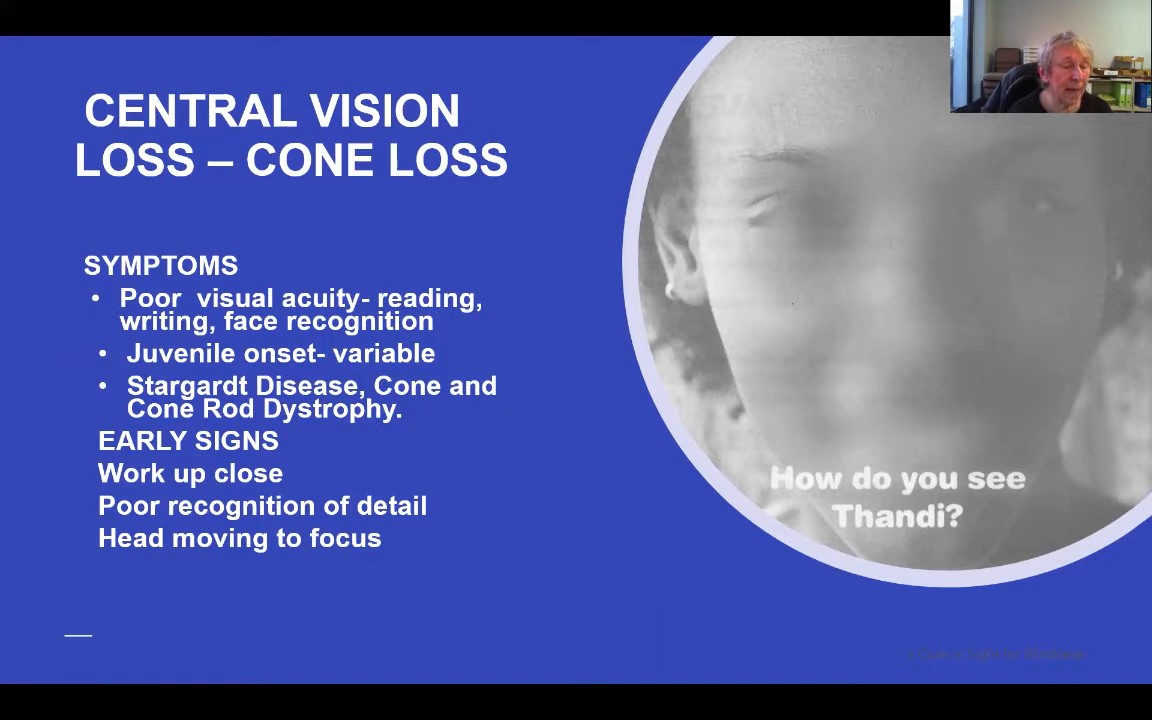 CENTRAL VISION
LOSS – CONE LOSS
SYMPTOMS
• Poor visual acuity- reading,
writing, face recognition
• Juvenile onset- variable
• Stargardt Disease, Cone and
Cone Rod Dystrophy.
EARLY SIGNS
Work up close
Poor recognition of detail
Head moving to focus
How do you see
Thandi?